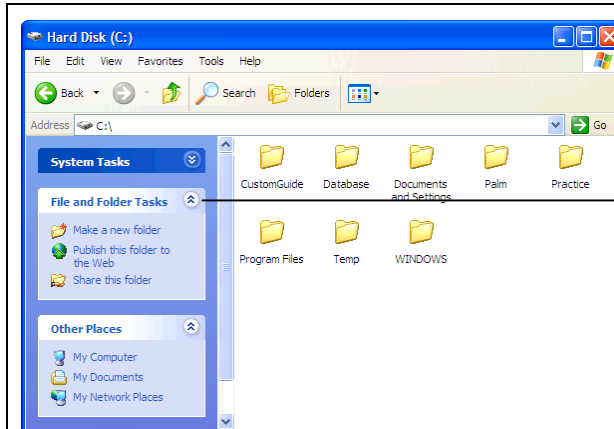 Hard Disk (C:)
File Edit View Favorites Tools Help
Back Search Folders
Address C:\ Go
System Tasks
File and Folder Tasks
Make a new folder
Publish this folder to
the Web
Share this folder
Other Places
My Computer
My Documents
My Network Places
CustomGuide Database Documents and Settings Palm Practice
Program Files Temp WINDOWS